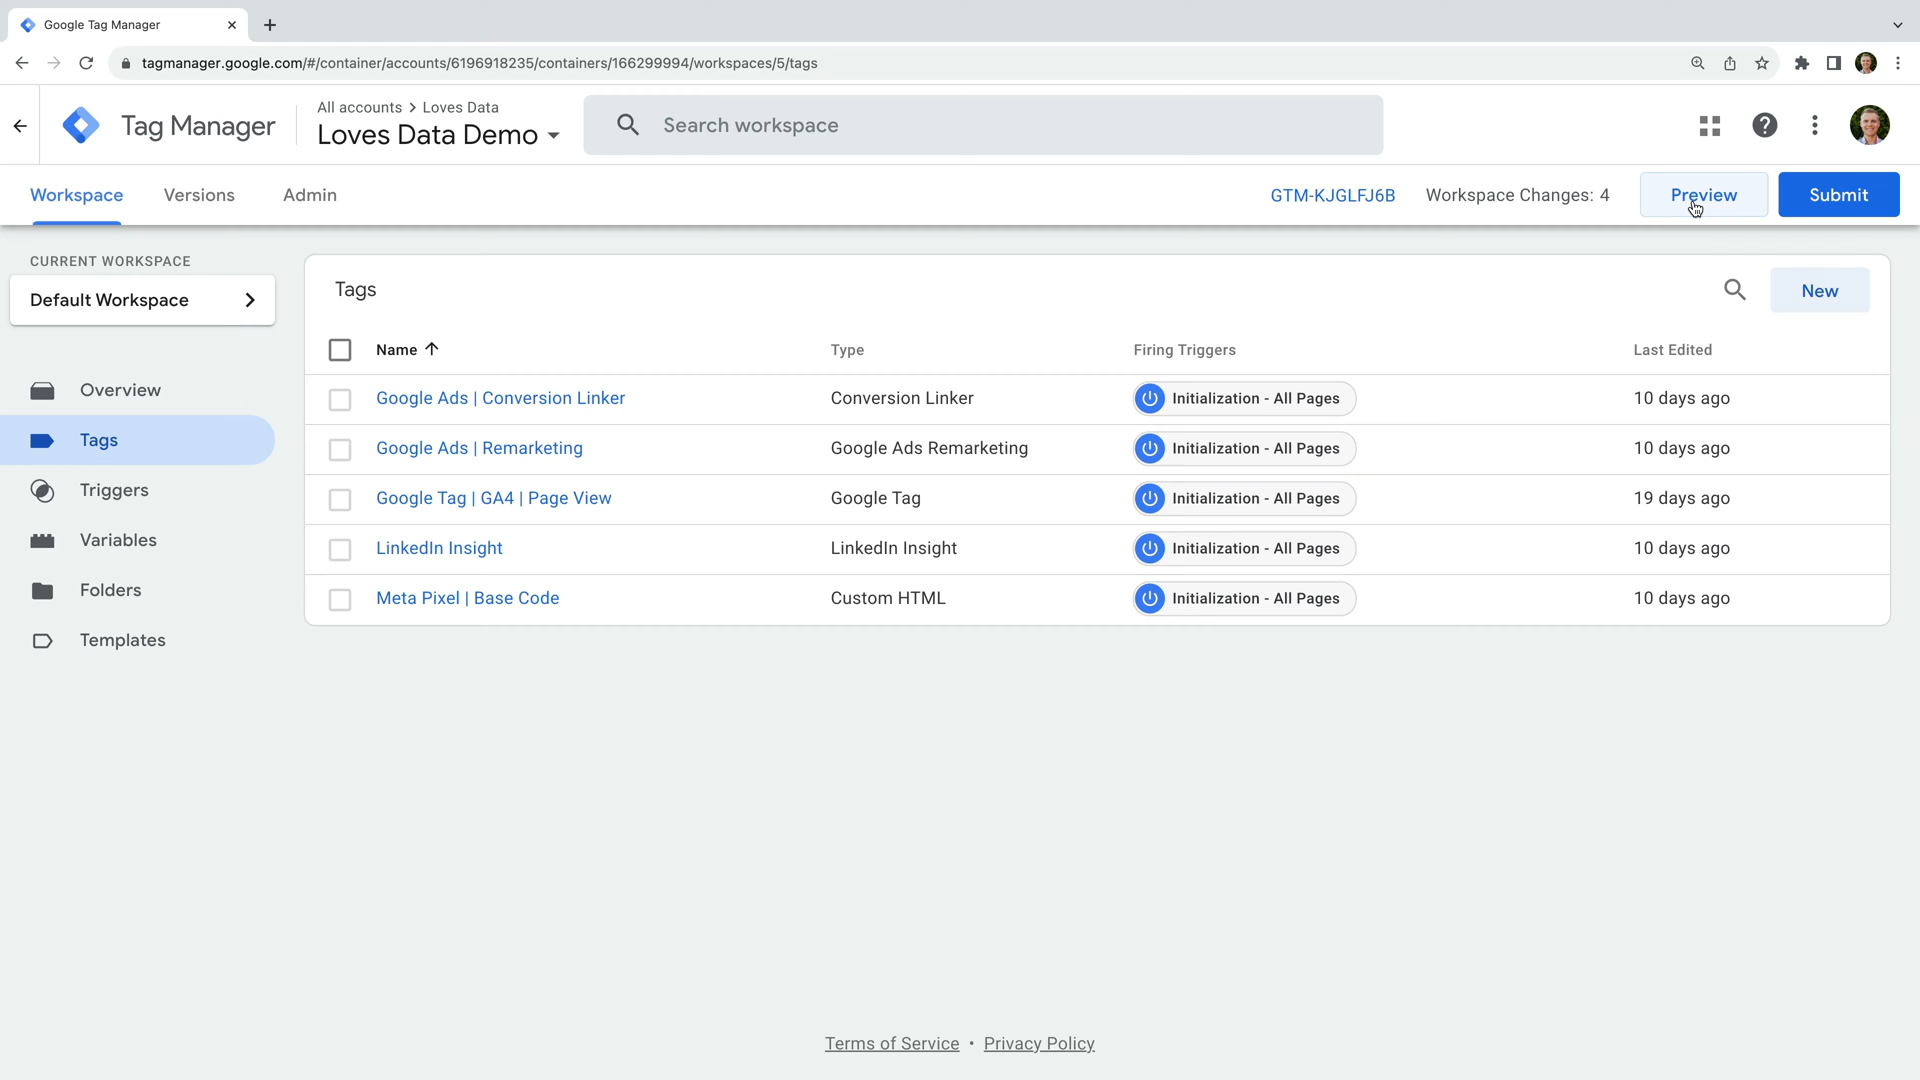 Google Tag Manager
tagmanager.google.com/#/container/accounts/6196918235/containers/166299994/workspaces/5/tags
Tag Manager
All accounts > Loves Data
Loves Data Demo
Search workspace
Workspace Versions Admin GTM-KJGLFJ6B Workspace Changes: 4 Preview Submit
CURRENT WORKSPACE
Default Workspace
Overview
Tags
Triggers
Variables
Folders
Templates
Tags New
Name Type Firing Triggers Last Edited
Google Ads | Conversion Linker Conversion Linker Initialization - All Pages 10 days ago
Google Ads | Remarketing Google Ads Remarketing Initialization - All Pages 10 days ago
Google Tag | GA4 | Page View Google Tag Initialization - All Pages 19 days ago
LinkedIn Insight LinkedIn Insight Initialization - All Pages 10 days ago
Meta Pixel | Base Code Custom HTML Initialization - All Pages 10 days ago
Terms of Service • Privacy Policy